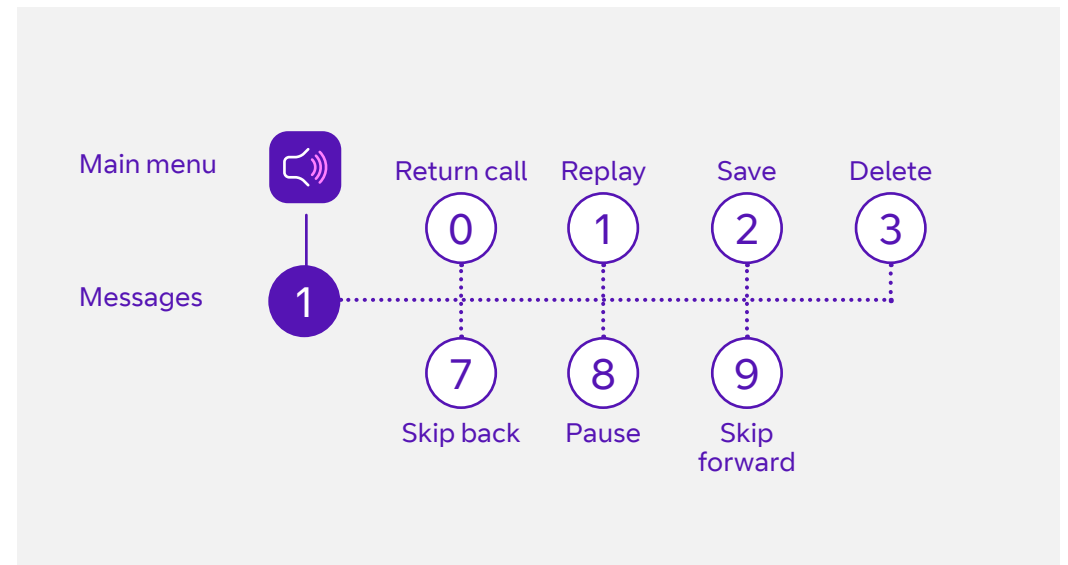 Main menu
Return call
Replay
Save
Delete
0
1
2
3
Messages
1
7
8
9
Skip back
Pause
Skip
forward